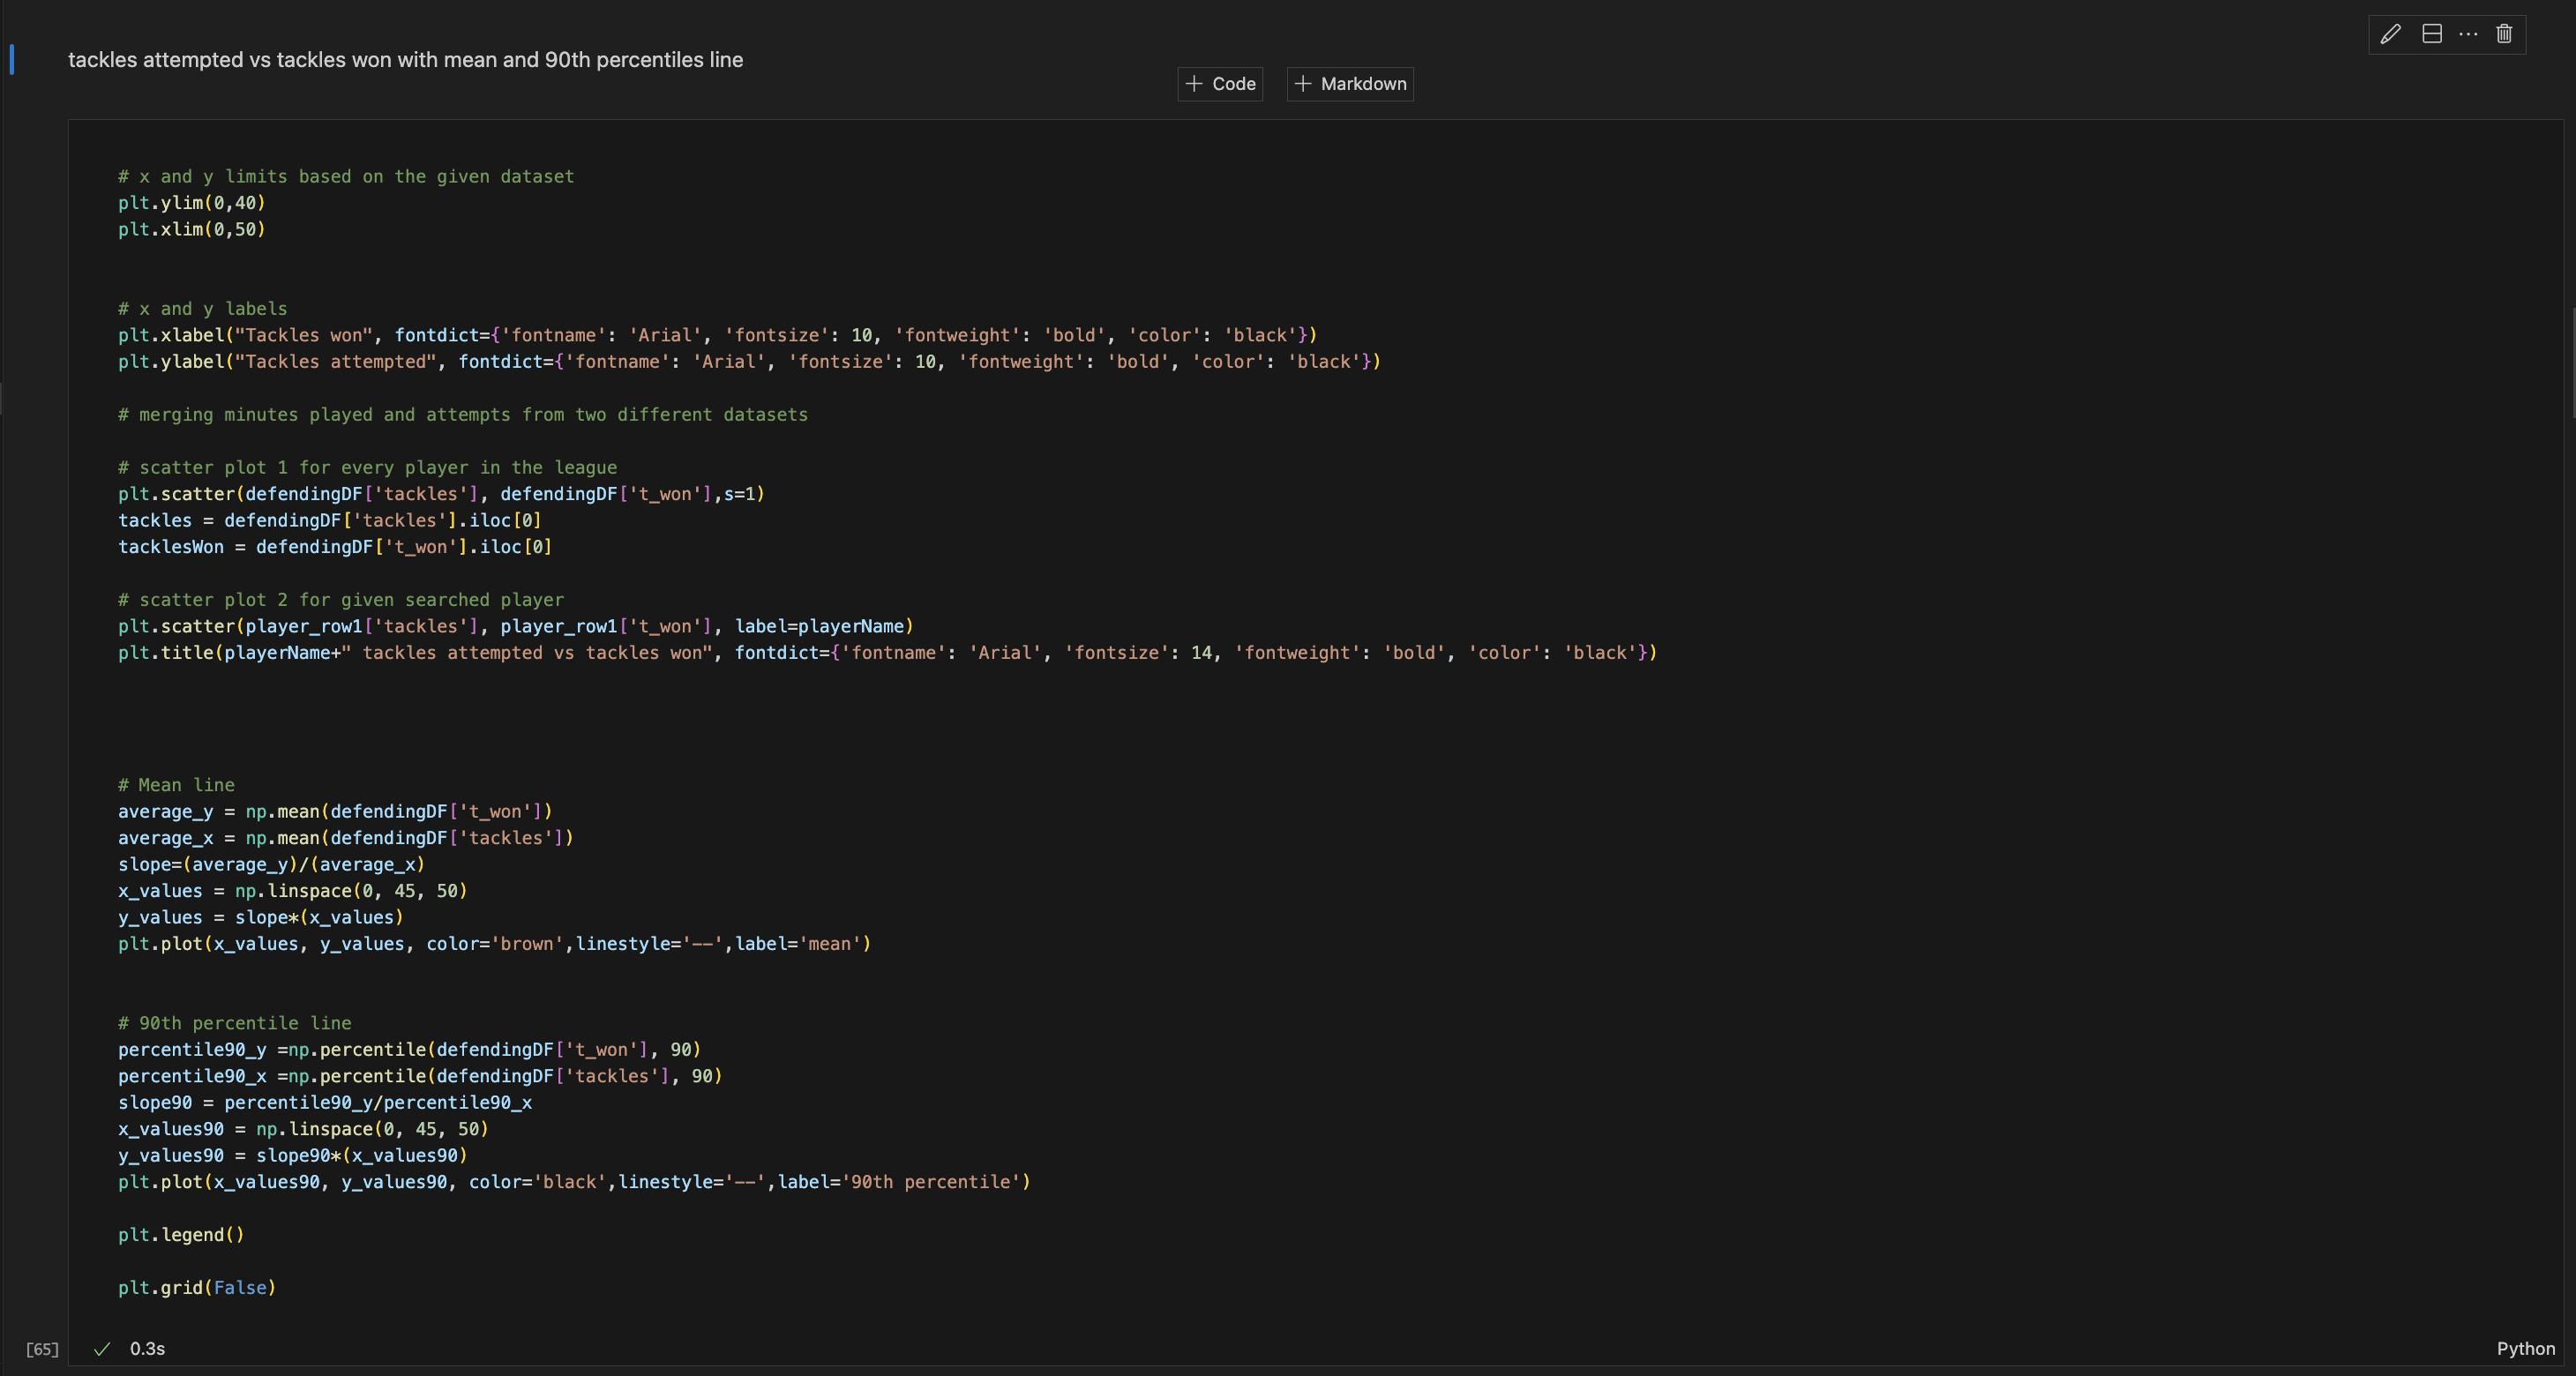 tackles attempted vs tackles won with mean and 90th percentiles line
+ Code + Markdown
# x and y limits based on the given dataset
plt.ylim(0,40)
plt.xlim(0,50)
# x and y labels
plt.xlabel("Tackles won", fontdict={'fontname': 'Arial', 'fontsize': 10, 'fontweight': 'bold', 'color': 'black'})
plt.ylabel("Tackles attempted", fontdict={'fontname': 'Arial', 'fontsize': 10, 'fontweight': 'bold', 'color': 'black'})
# merging minutes played and attempts from two different datasets
# scatter plot 1 for every player in the league
plt.scatter(defendingDF['tackles'], defendingDF['t_won'],s=1)
tackles = defendingDF['tackles'].iloc[0]
tacklesWon = defendingDF['t_won'].iloc[0]
# scatter plot 2 for given searched player
plt.scatter(player_row1['tackles'], player_row1['t_won'], label=playerName)
plt.title(playerName+" tackles attempted vs tackles won", fontdict={'fontname': 'Arial', 'fontsize': 14, 'fontweight': 'bold', 'color': 'black'})
# Mean line
average_y = np.mean(defendingDF['t_won'])
average_x = np.mean(defendingDF['tackles'])
slope=(average_y)/(average_x)
x_values = np.linspace(0, 45, 50)
y_values = slope*(x_values)
plt.plot(x_values, y_values, color='brown',linestyle='--',label='mean')
# 90th percentile line
percentile90_y =np.percentile(defendingDF['t_won'], 90)
percentile90_x =np.percentile(defendingDF['tackles'], 90)
slope90 = percentile90_y/percentile90_x
x_values90 = np.linspace(0, 45, 50)
y_values90 = slope90*(x_values90)
plt.plot(x_values90, y_values90, color='black',linestyle='--',label='90th percentile')
plt.legend()
plt.grid(False)
[65] ✓ 0.3s Python